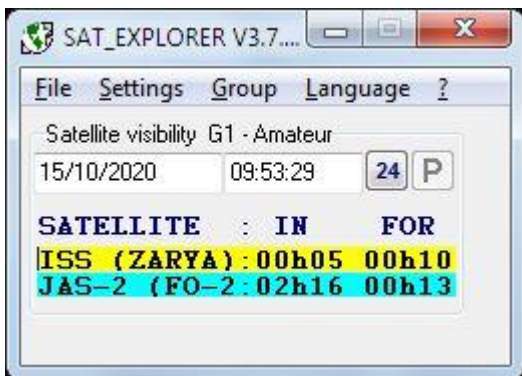 SAT_EXPLORER V3.7....
File Settings Group Language ?
Satellite visibility G1 - Amateur
15/10/2020 09:53:29 24 P
SATELLITE : IN FOR
ISS (ZARYA):00h05 00h10
JAS-2 (FO-2:02h16 00h13